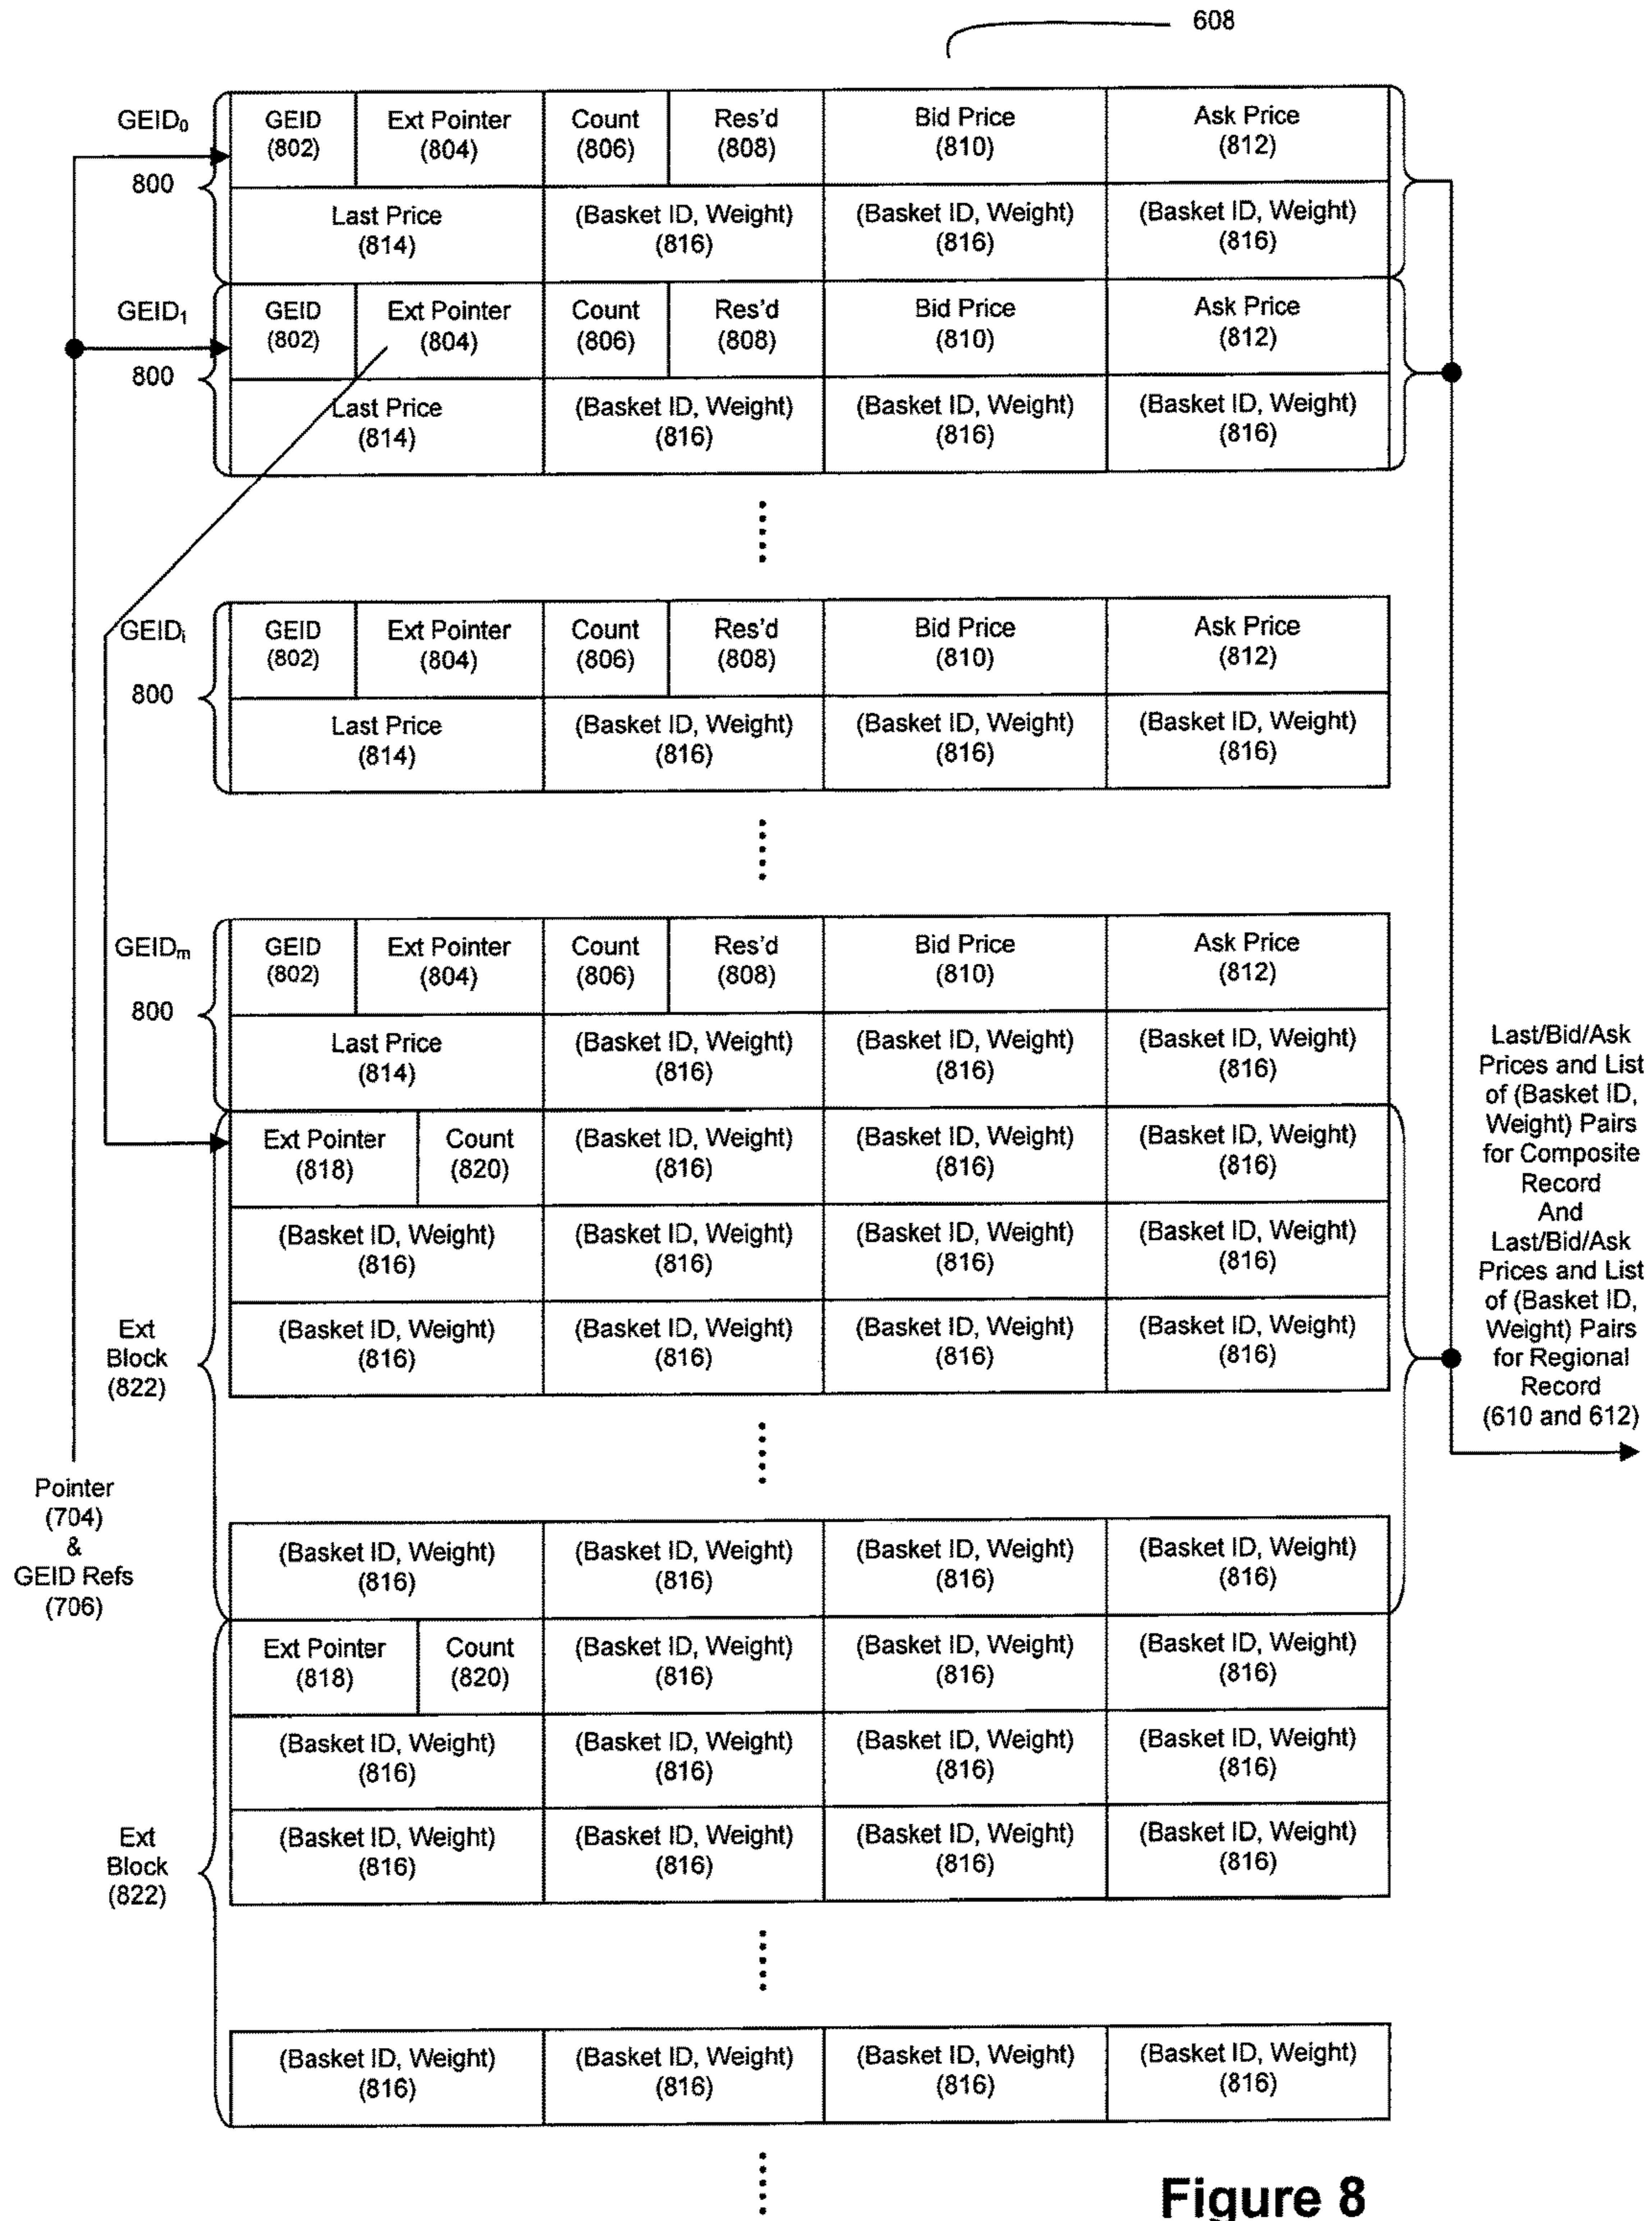 608
GEID0
800
GEID Ext Pointer Count Res'd Bid Price Ask Price
(802) (804) (806) (808) (810) (812)
Last Price (Basket ID, Weight) (Basket ID, Weight) (Basket ID, Weight)
(814) (816) (816) (816)
GEID1
800
GEID Ext Pointer Count Res'd Bid Price Ask Price
(802) (804) (806) (808) (810) (812)
Last Price (Basket ID, Weight) (Basket ID, Weight) (Basket ID, Weight)
(814) (816) (816) (816)
GEIDi
800
GEID Ext Pointer Count Res'd Bid Price Ask Price
(802) (804) (806) (808) (810) (812)
Last Price (Basket ID, Weight) (Basket ID, Weight) (Basket ID, Weight)
(814) (816) (816) (816)
GEIDm
800
GEID Ext Pointer Count Res'd Bid Price Ask Price
(802) (804) (806) (808) (810) (812)
Last Price (Basket ID, Weight) (Basket ID, Weight) (Basket ID, Weight)
(814) (816) (816) (816)
Ext
Block
(822)
Ext Pointer Count (Basket ID, Weight) (Basket ID, Weight) (Basket ID, Weight)
(818) (820) (816) (816) (816)
(Basket ID, Weight) (Basket ID, Weight) (Basket ID, Weight) (Basket ID, Weight)
(816) (816) (816) (816)
(Basket ID, Weight) (Basket ID, Weight) (Basket ID, Weight) (Basket ID, Weight)
(816) (816) (816) (816)
(Basket ID, Weight) (Basket ID, Weight) (Basket ID, Weight) (Basket ID, Weight)
(816) (816) (816) (816)
Ext
Block
(822)
Ext Pointer Count (Basket ID, Weight) (Basket ID, Weight) (Basket ID, Weight)
(818) (820) (816) (816) (816)
(Basket ID, Weight) (Basket ID, Weight) (Basket ID, Weight) (Basket ID, Weight)
(816) (816) (816) (816)
(Basket ID, Weight) (Basket ID, Weight) (Basket ID, Weight) (Basket ID, Weight)
(816) (816) (816) (816)
(Basket ID, Weight) (Basket ID, Weight) (Basket ID, Weight) (Basket ID, Weight)
(816) (816) (816) (816)
Pointer
(704)
&
GEID Refs
(706)
Last/Bid/Ask
Prices and List
of (Basket ID,
Weight) Pairs
for Composite
Record
And
Last/Bid/Ask
Prices and List
of (Basket ID,
Weight) Pairs
for Regional
Record
(610 and 612)
Figure 8